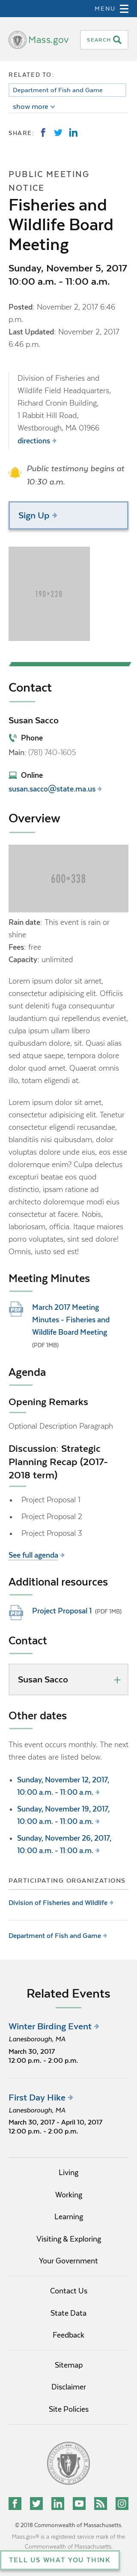 MENU
Mass.gov
SEARCH
RELATED TO:
Department of Fish and Game
show more
SHARE:
PUBLIC MEETING
NOTICE
Fisheries and
Wildlife Board
Meeting
Sunday, November 5, 2017
10:00 a.m. - 11:00 a.m.
Posted: November 2, 2017 6:46
p.m.
Last Updated: November 2, 2017
6:46 p.m.
Division of Fisheries and
Wildlife Field Headquarters,
Richard Cronin Building,
1 Rabbit Hill Road,
Westborough, MA 01966
directions
Public testimony begins at
10:30 a.m.
Sign Up
190×220
Contact
Susan Sacco
Phone
Main: (781) 740-1605
Online
susan.sacco@state.ma.us
Overview
600×338
Rain date: This event is rain or
shine
Fees: free
Capacity: unlimited
Lorem ipsum dolor sit amet,
consectetur adipisicing elit. Officiis
sint deleniti fuga quos excepturi
laudantium qui repellendus eveniet,
culpa ipsum ullam libero
quibusdam dolor, sit. Quasi alias
sed atque saepe, tempora dolore
dolor quod amet. Quaerat omnis
fugiat, at.
Lorem ipsum dolor sit amet,
consectetur adipisicing elit. Tenetur
sit eligendi eum corporis ratione,
blanditiis nisi quibusdam, dolor
voluptas dolore vel eius, eos esse
doloremque enim? Culpa delectus
excepturi est quos dolor
distinctio, ipsum ratione ad
architecto doloremque modi eius
consectetur at facere. Nobis,
laboriosam, officia. Itaque maiores
porro voluptates, sunt sed dolor!
Omnis, iusto sed est!
Meeting Minutes
PDF
March 2017 Meeting
Minutes - Fisheries and
Wildlife Board Meeting
(PDF 1MB)
Agenda
Opening Remarks
Optional Description Paragraph
Discussion: Strategic
Planning Recap (2017-
2018 term)
• Project Proposal 1
• Project Proposal 2
• Project Proposal 3
See full agenda
Additional resources
PDF
Project Proposal 1 (PDF 1MB)
Contact
Susan Sacco
Other dates
This event occurs monthly. The next
three dates are listed below.
• Sunday, November 12, 2017,
10:00 a.m. - 11:00 a.m.
• Sunday, November 19, 2017,
10:00 a.m. - 11:00 a.m.
• Sunday, November 26, 2017,
10:00 a.m. - 11:00 a.m.
PARTICIPATING ORGANIZATIONS
Division of Fisheries and Wildlife
Department of Fish and Game
Related Events
Winter Birding Event
Lanesborough, MA
March 30, 2017
12:00 p.m. - 2:00 p.m.
First Day Hike
Lanesborough, MA
March 30, 2017 - April 10, 2017
12:00 p.m. - 2:00 p.m.
Living
Working
Learning
Visiting & Exploring
Your Government
Contact Us
State Data
Feedback
Sitemap
Disclaimer
Site Policies
© 2018 Commonwealth of Massachusetts.
Mass.gov® is a registered service mark of the
Commonwealth of Massachusetts.
TELL US WHAT YOU THINK